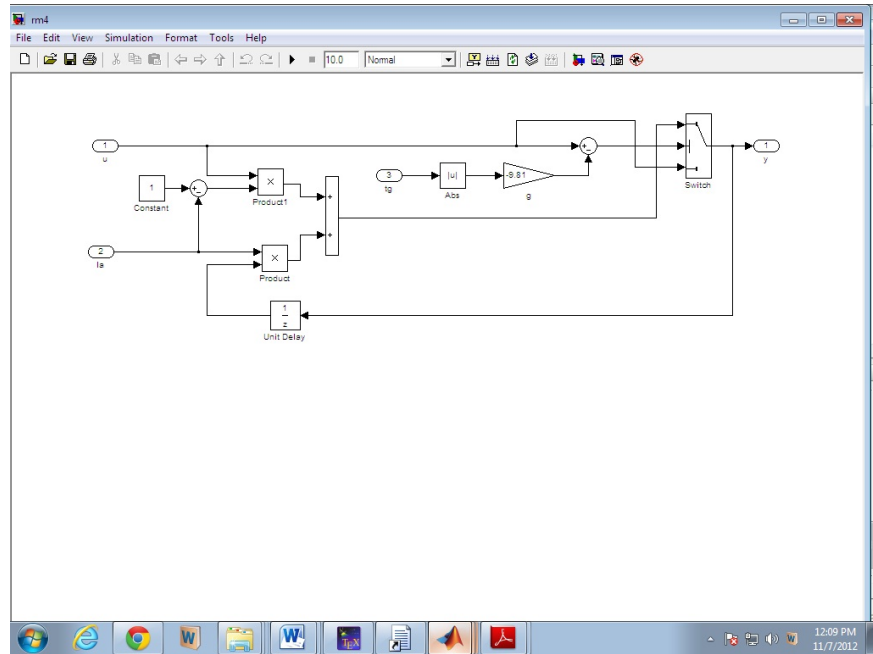 rm4
File Edit View Simulation Format Tools Help
10.0 Normal
1
u
1
Constant
+
-
×
Product1
2
la
×
Product
1
z
Unit Delay
+
+
3
tg
|u|
Abs
-9.81
g
+
-
Switch
1
y
W
W
TEX
W
12:09 PM
11/7/2012